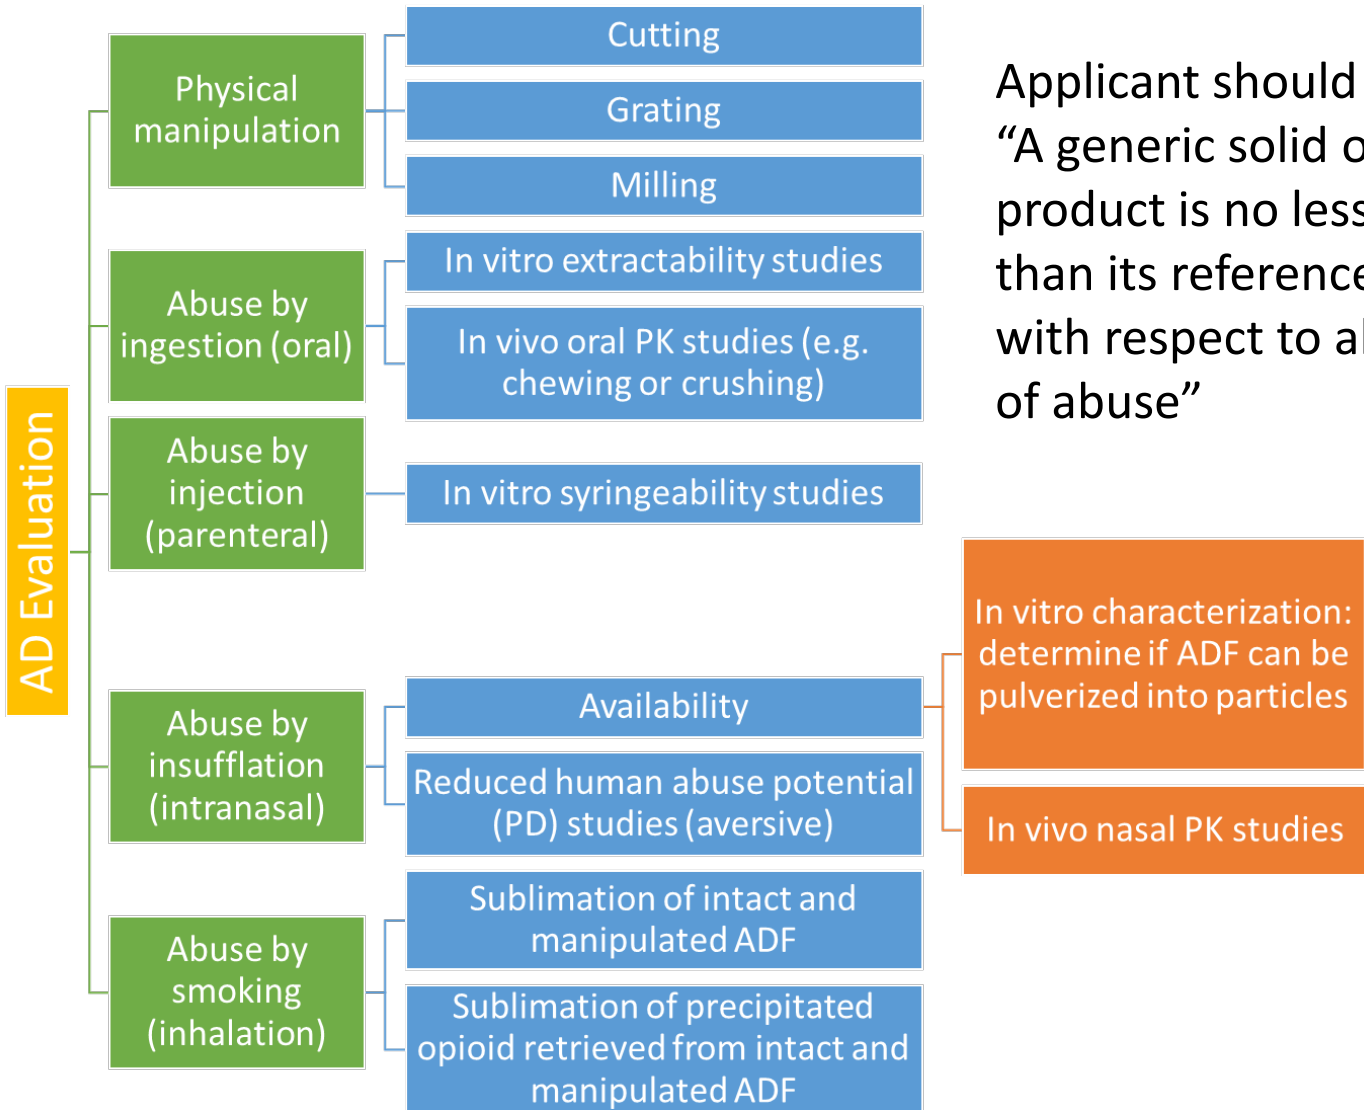 AD Evaluation
Physical
manipulation
Cutting
Grating
Milling
Abuse by
ingestion (oral)
In vitro extractability studies
In vivo oral PK studies (e.g.
chewing or crushing)
Abuse by
injection
(parenteral)
In vitro syringeability studies
Abuse by
insufflation
(intranasal)
Availability
In vitro characterization:
determine if ADF can be
pulverized into particles
In vivo nasal PK studies
Reduced human abuse potential
(PD) studies (aversive)
Abuse by
smoking
(inhalation)
Sublimation of intact and
manipulated ADF
Sublimation of precipitated
opioid retrieved from intact and
manipulated ADF
Applicant should
“A generic solid
product is no less
than its reference
with respect to
of abuse”